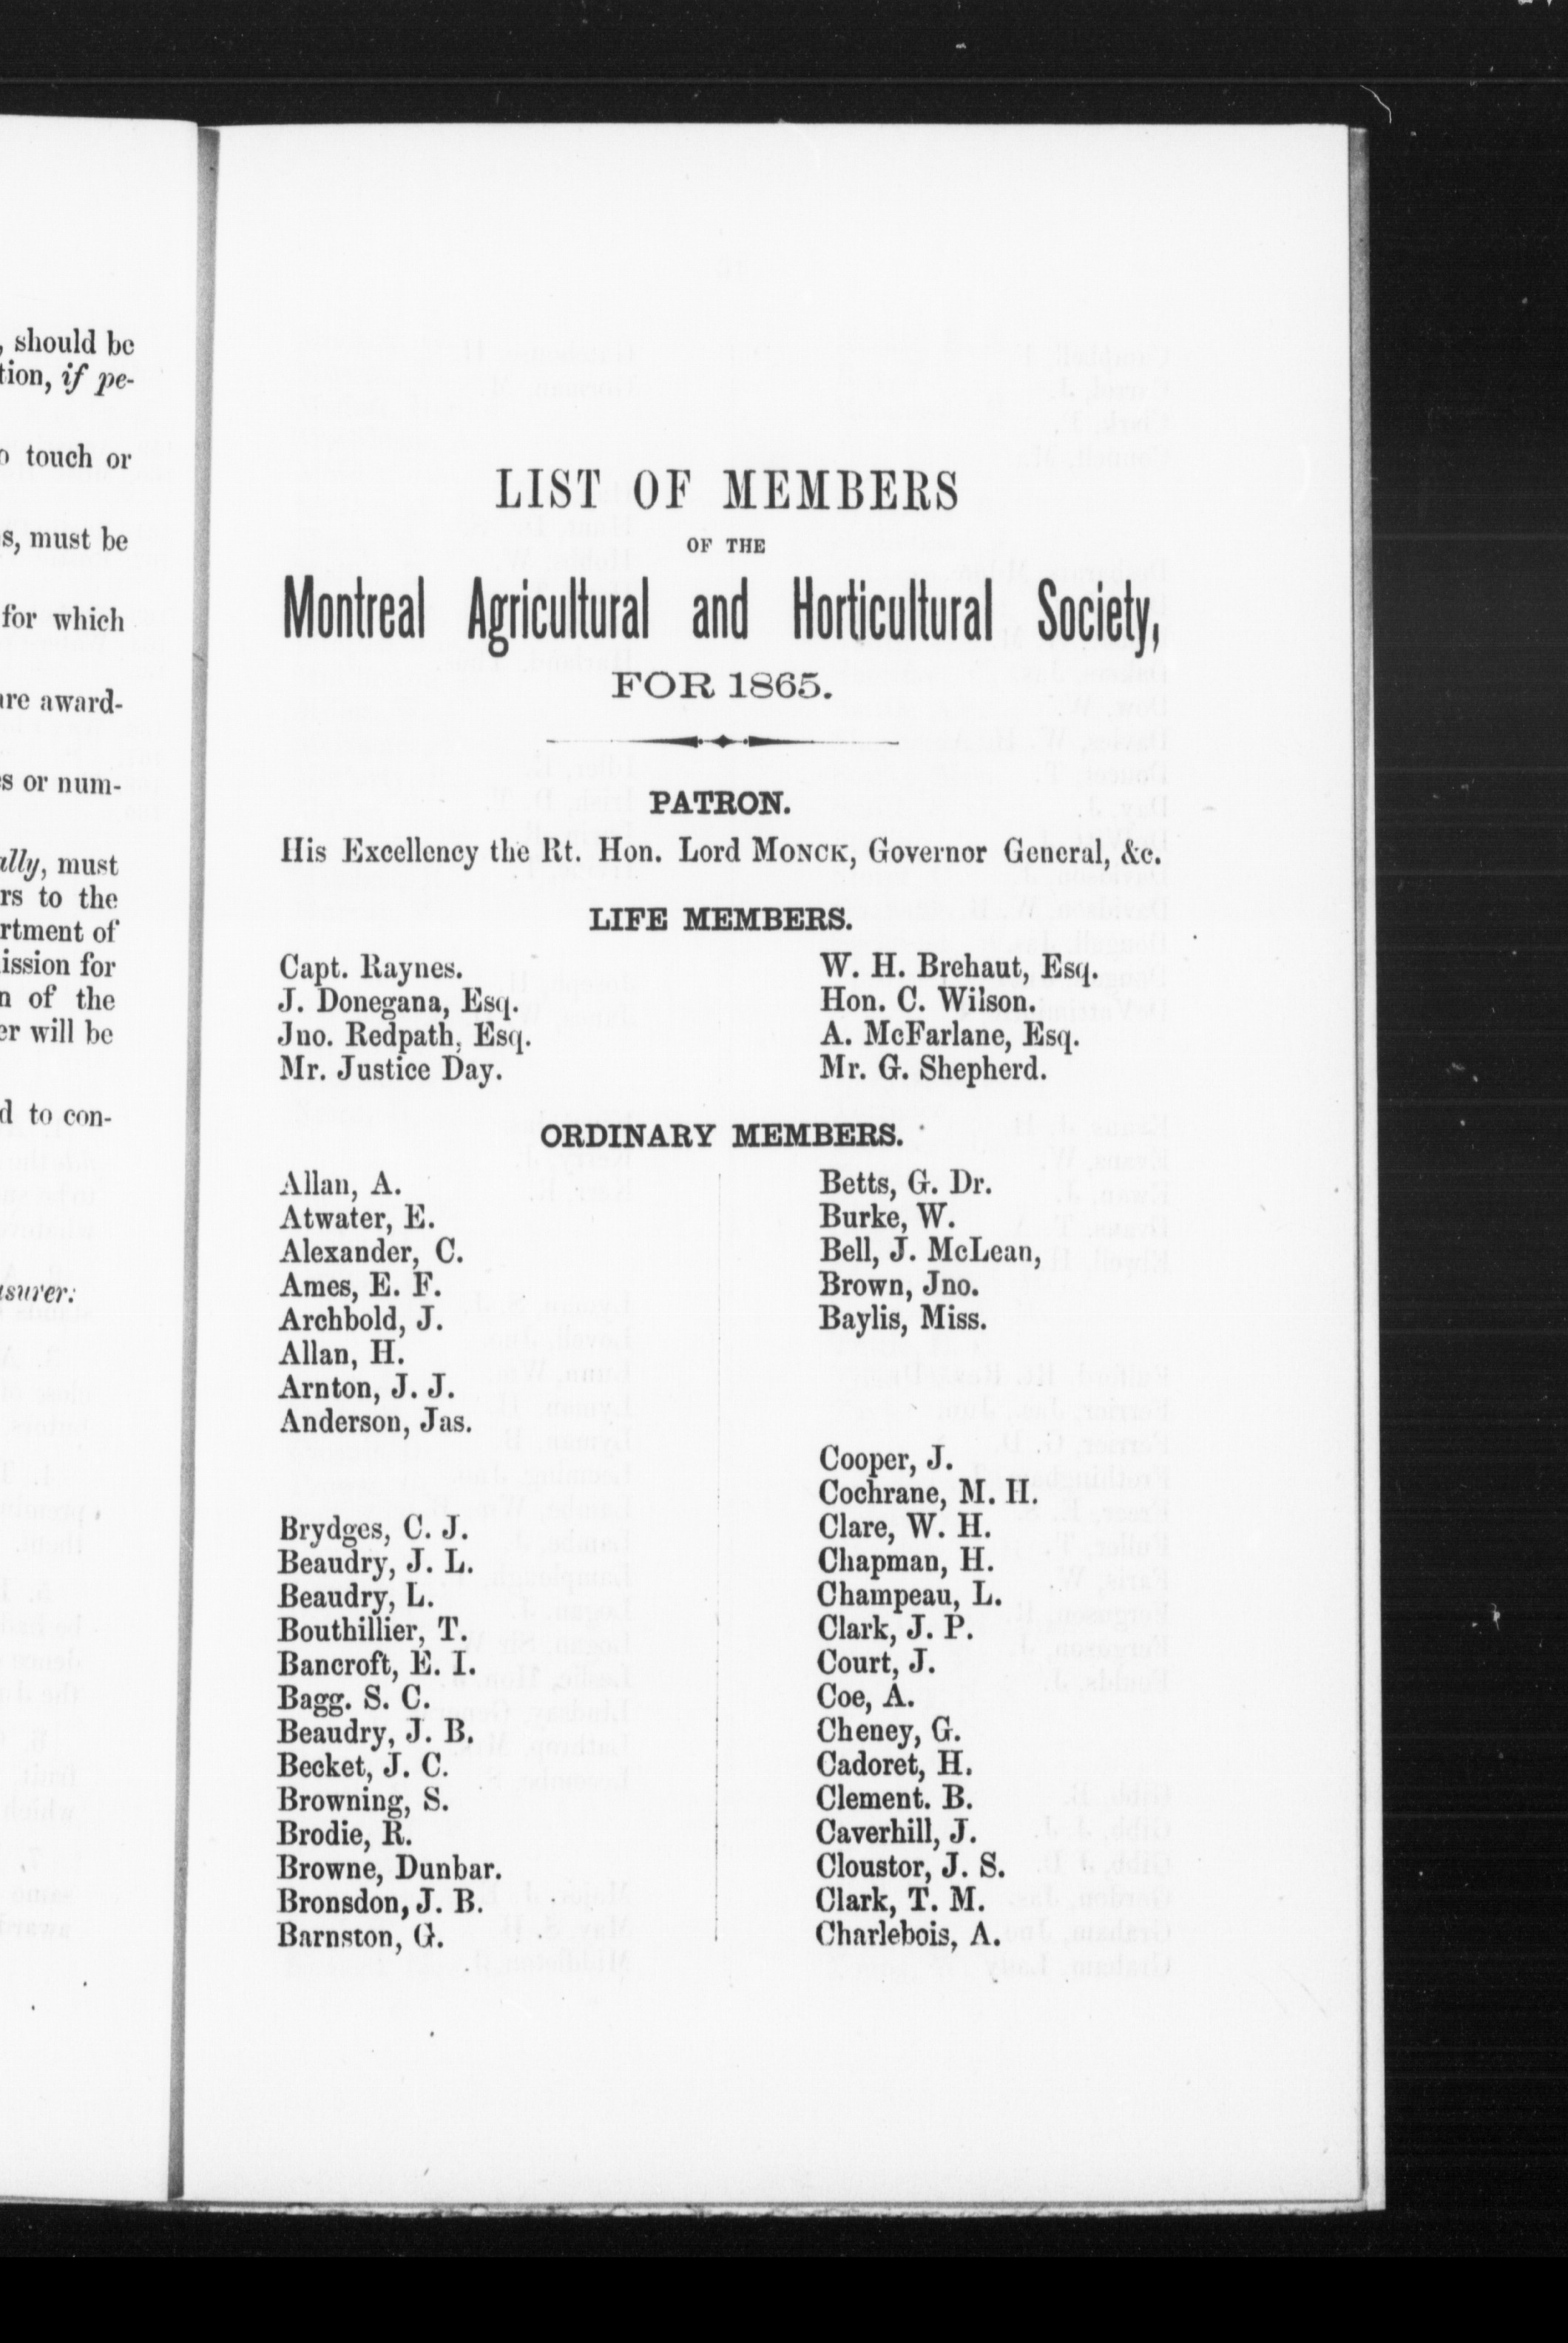 , should be
tion, if pe-
touch or
s, must be
for which
are award-
es or num-
ally, must
rs to the
rtment of
ission for
n of the
er will be
d to con-
asurer.
LIST OF MEMBERS
OF THE
Montreal Agricultural and Horticultural Society,
FOR 1865.
PATRON.
His Excellency the Rt. Hon. Lord MONCK, Governor General, &c.
LIFE MEMBERS.
Capt. Raynes.
J. Donegana, Esq.
Jno. Redpath, Esq.
Mr. Justice Day.
W. H. Brehaut, Esq.
Hon. C. Wilson.
A. McFarlane, Esq.
Mr. G. Shepherd.
ORDINARY MEMBERS.
Allan, A.
Atwater, E.
Alexander, C.
Ames, E. F.
Archbold, J.
Allan, H.
Arnton, J. J.
Anderson, Jas.
Brydges, C. J.
Beaudry, J. L.
Beaudry, L.
Bouthillier, T.
Bancroft, E. I.
Bagg. S. C.
Beaudry, J. B.
Becket, J. C.
Browning, S.
Brodie, R.
Browne, Dunbar.
Bronsdon, J. B.
Barnston, G.
Betts, G. Dr.
Burke, W.
Bell, J. McLean,
Brown, Jno.
Baylis, Miss.
Cooper, J.
Cochrane, M. H.
Clare, W. H.
Chapman, H.
Champeau, L.
Clark, J. P.
Court, J.
Coe, A.
Cheney, G.
Cadoret, H.
Clement. B.
Caverhill, J.
Cloustor, J. S.
Clark, T. M.
Charlebois, A.